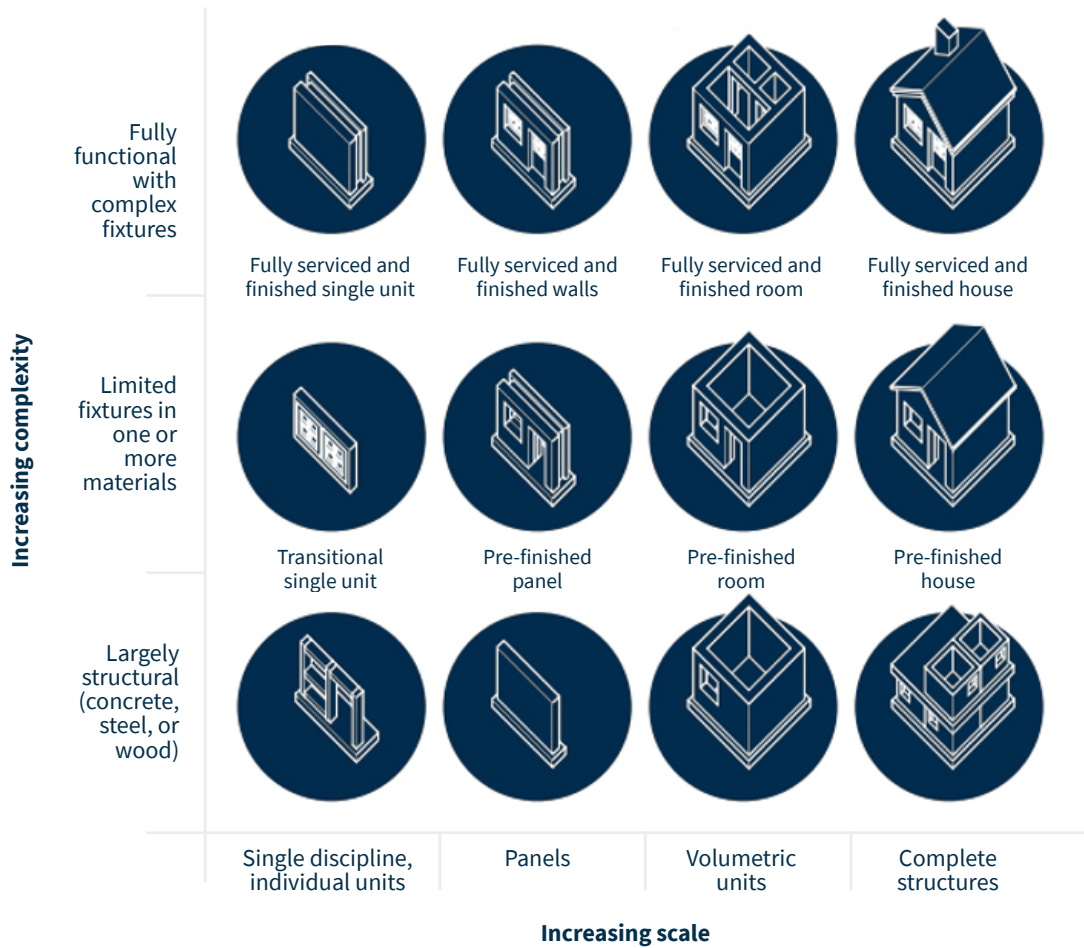 Fully
functional
with
complex
fixtures
Fully serviced and
finished single unit
Fully serviced and
finished walls
Fully serviced and
finished room
Fully serviced and
finished house
Increasing complexity
Limited
fixtures in
one or
more
materials
Transitional
single unit
Pre-finished
panel
Pre-finished
room
Pre-finished
house
Largely
structural
(concrete,
steel, or
wood)
Single discipline,
individual units
Panels
Volumetric
units
Complete
structures
Increasing scale